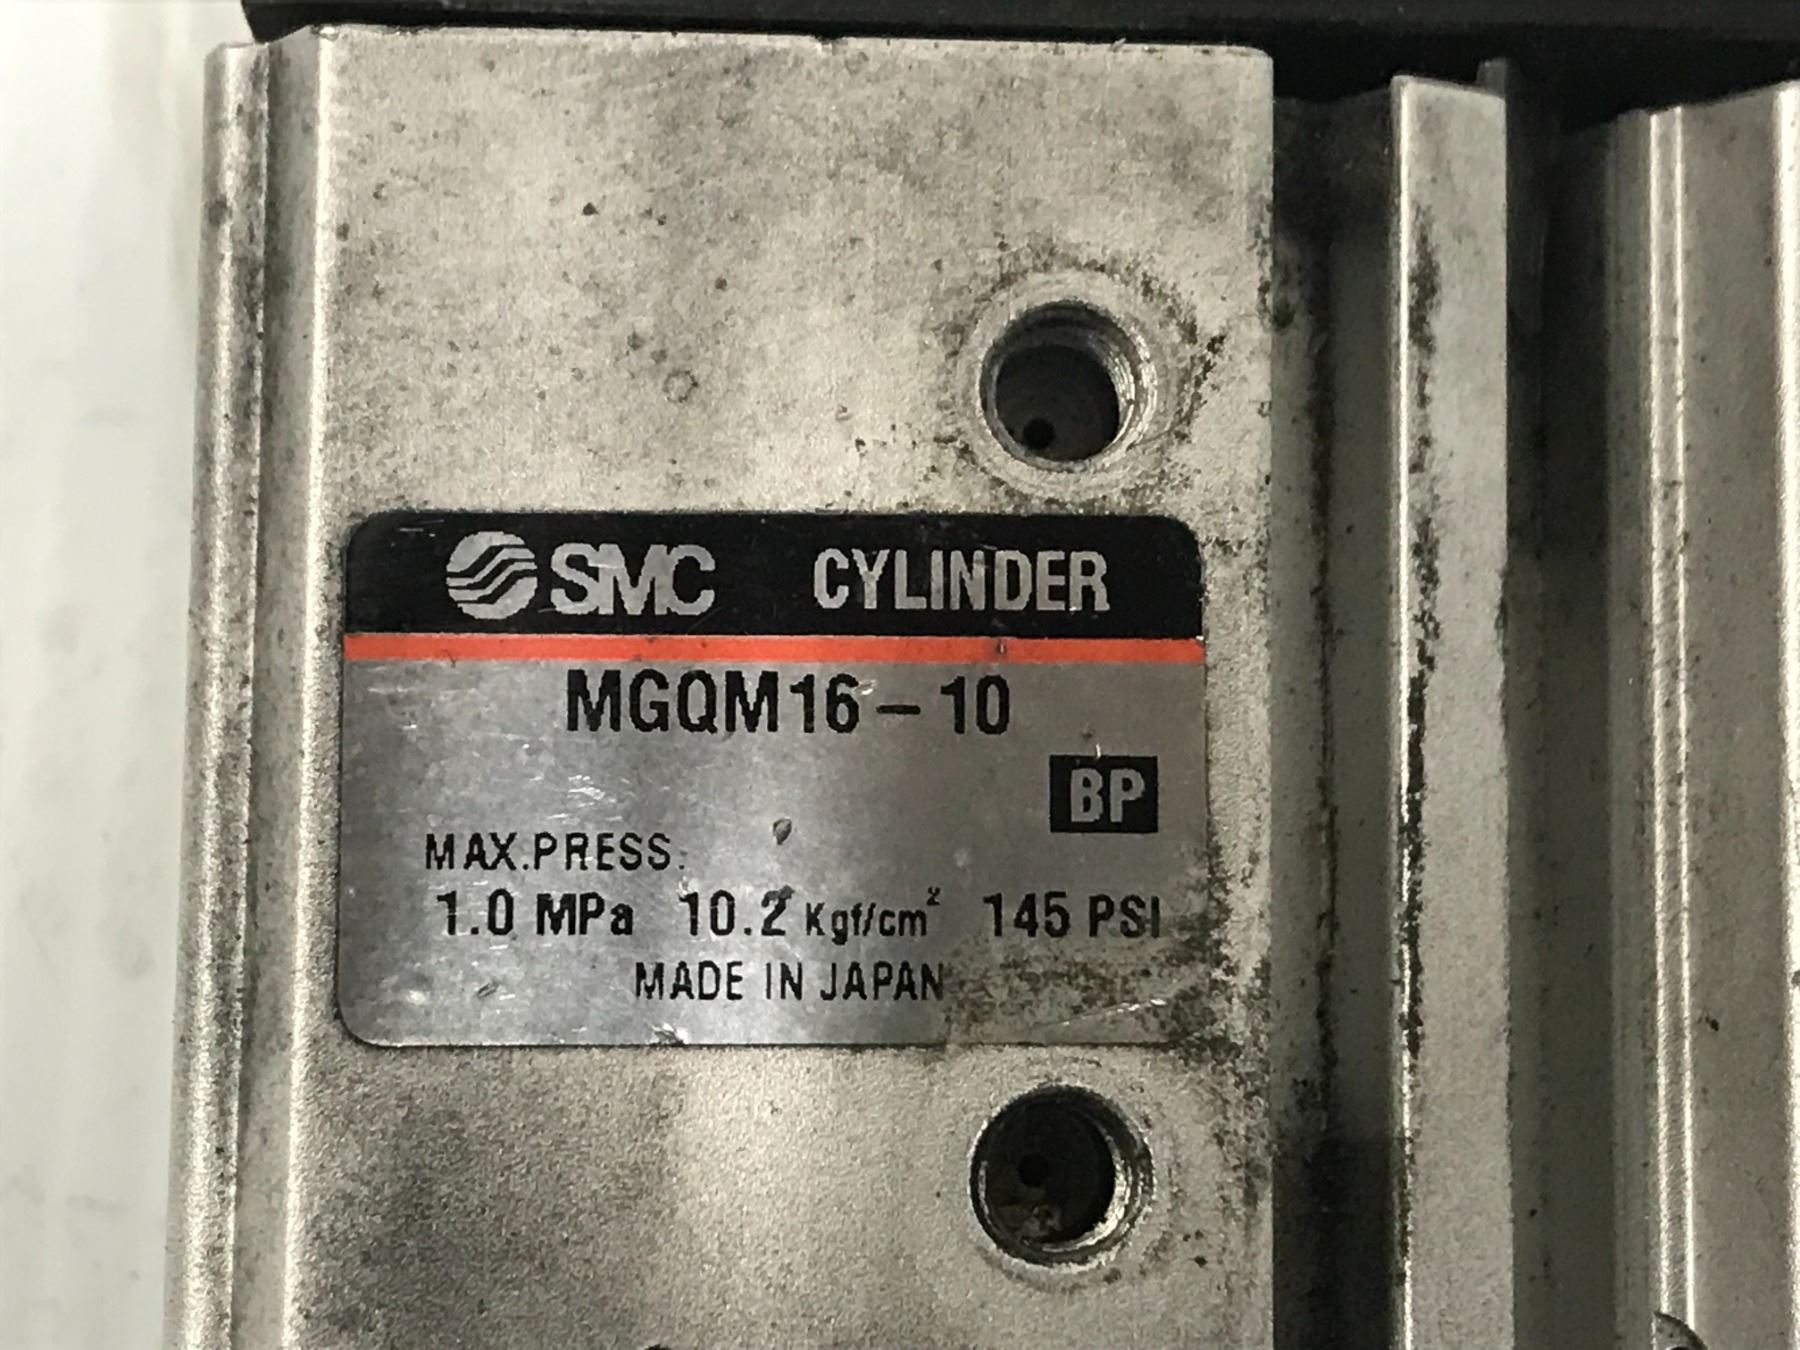 SMC CYLINDER
MGQM16-10
BP
MAX.PRESS.
1.0 MPa 10.2 Kgf/cm² 145 PSI
MADE IN JAPAN